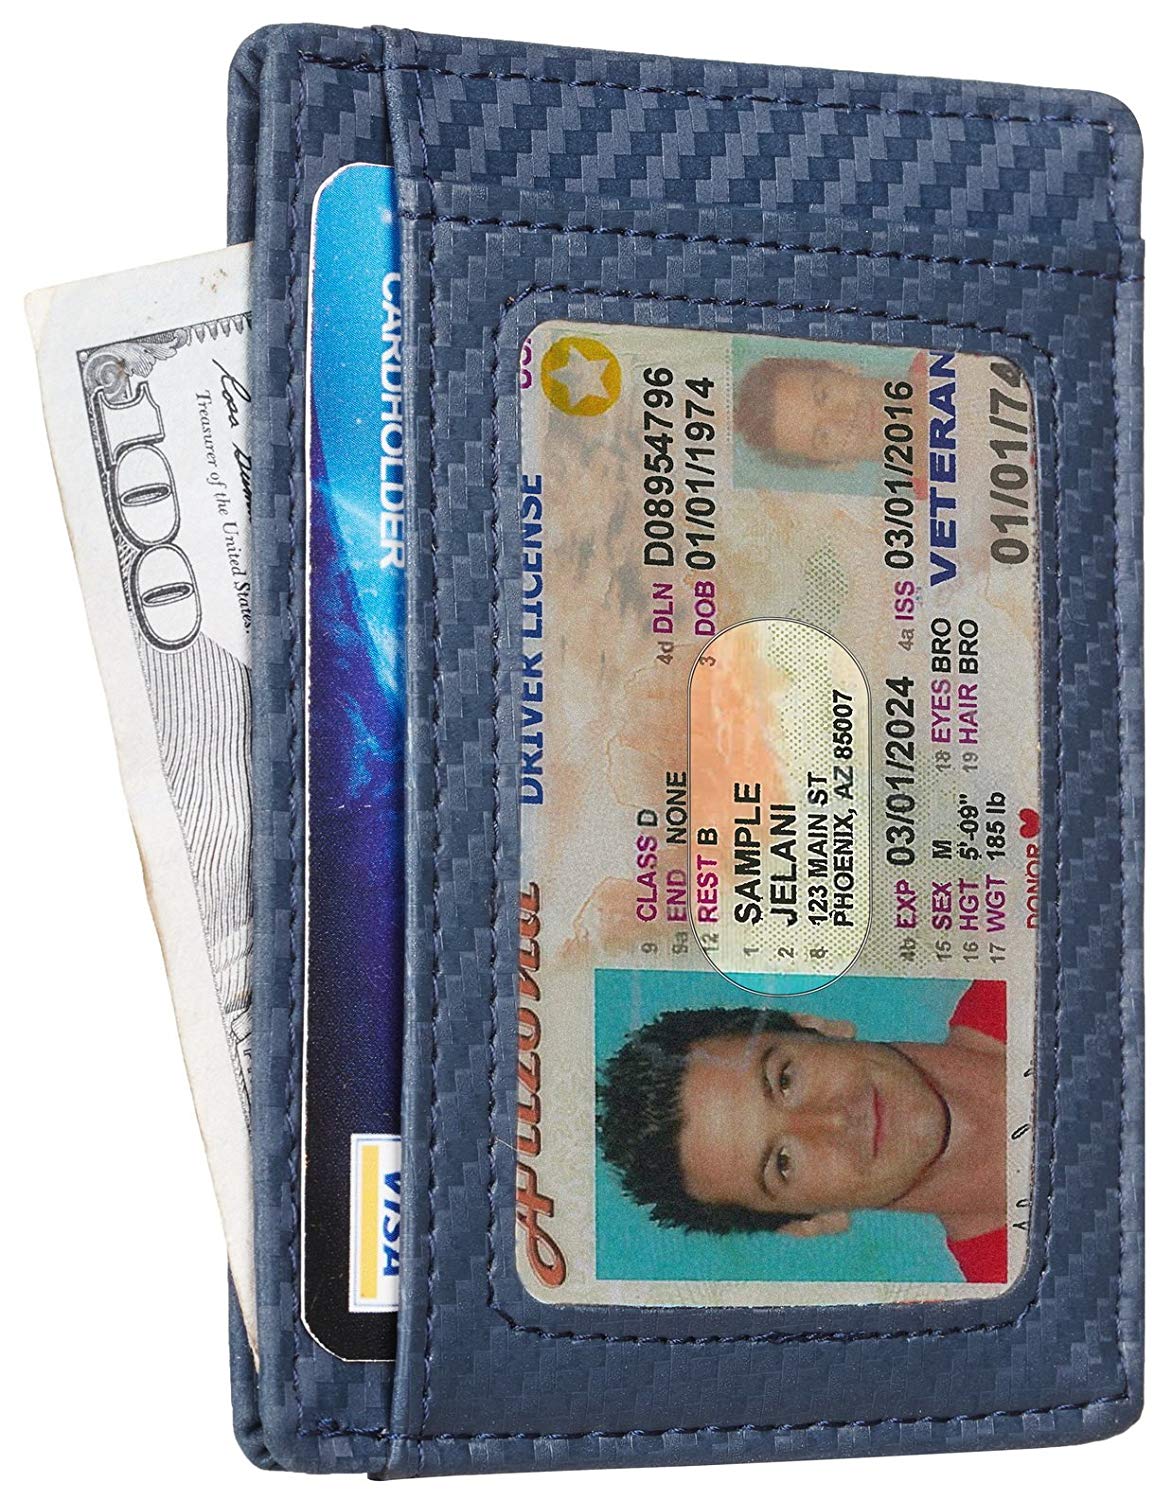 100
Treasurer of the United States.
CARDHOLDER
VISA
Arizona
DRIVER LICENSE
USA
9 CLASS D
9a END NONE
12 REST B
4d DLN D08954796
3 DOB 01/01/1974
1 SAMPLE
2 JELANI
8 123 MAIN ST
PHOENIX, AZ 85007
4b EXP 03/01/2024
4a ISS 03/01/2016
15 SEX M
18 EYES BRO
16 HGT 5'-09"
19 HAIR BRO
17 WGT 185 lb
VETERAN
01/01/74
DONOR